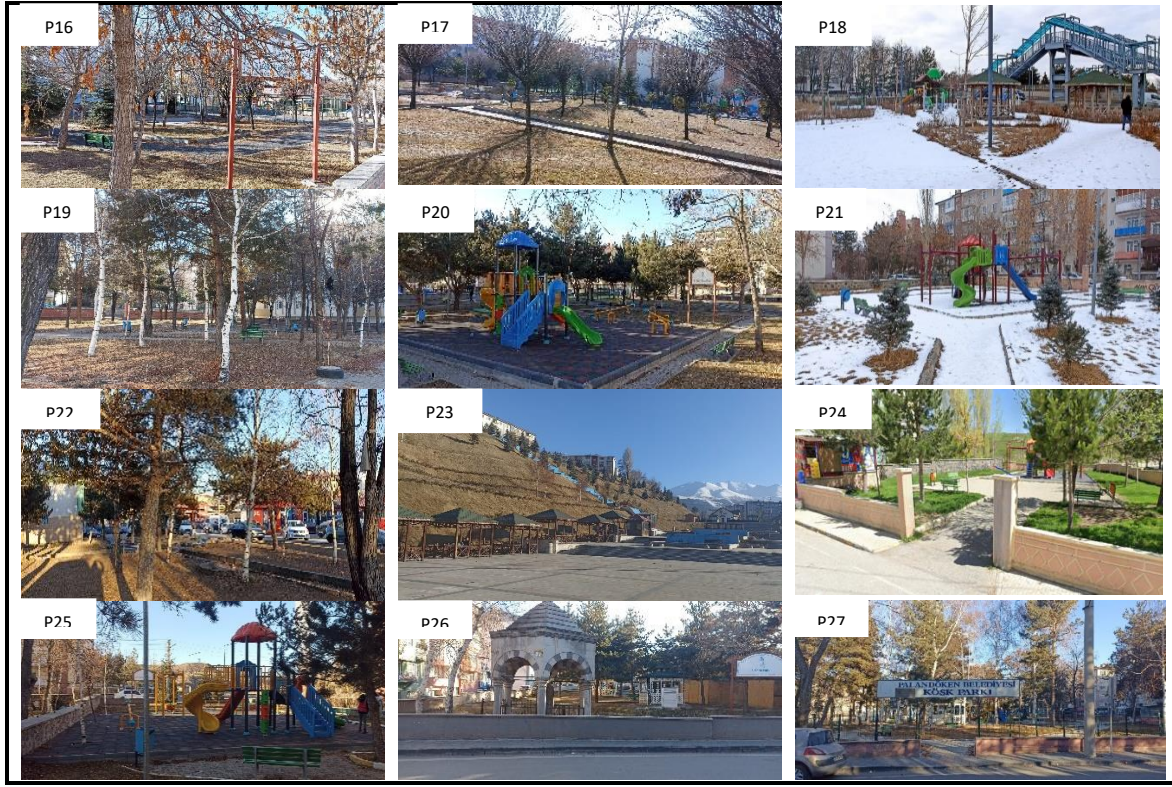 P16
P17
P18
P19
P20
P21
P22
P23
P24
P25
P26
P27
PALANDÖKEN BELEDİYESİ
KÖŞK PARKI